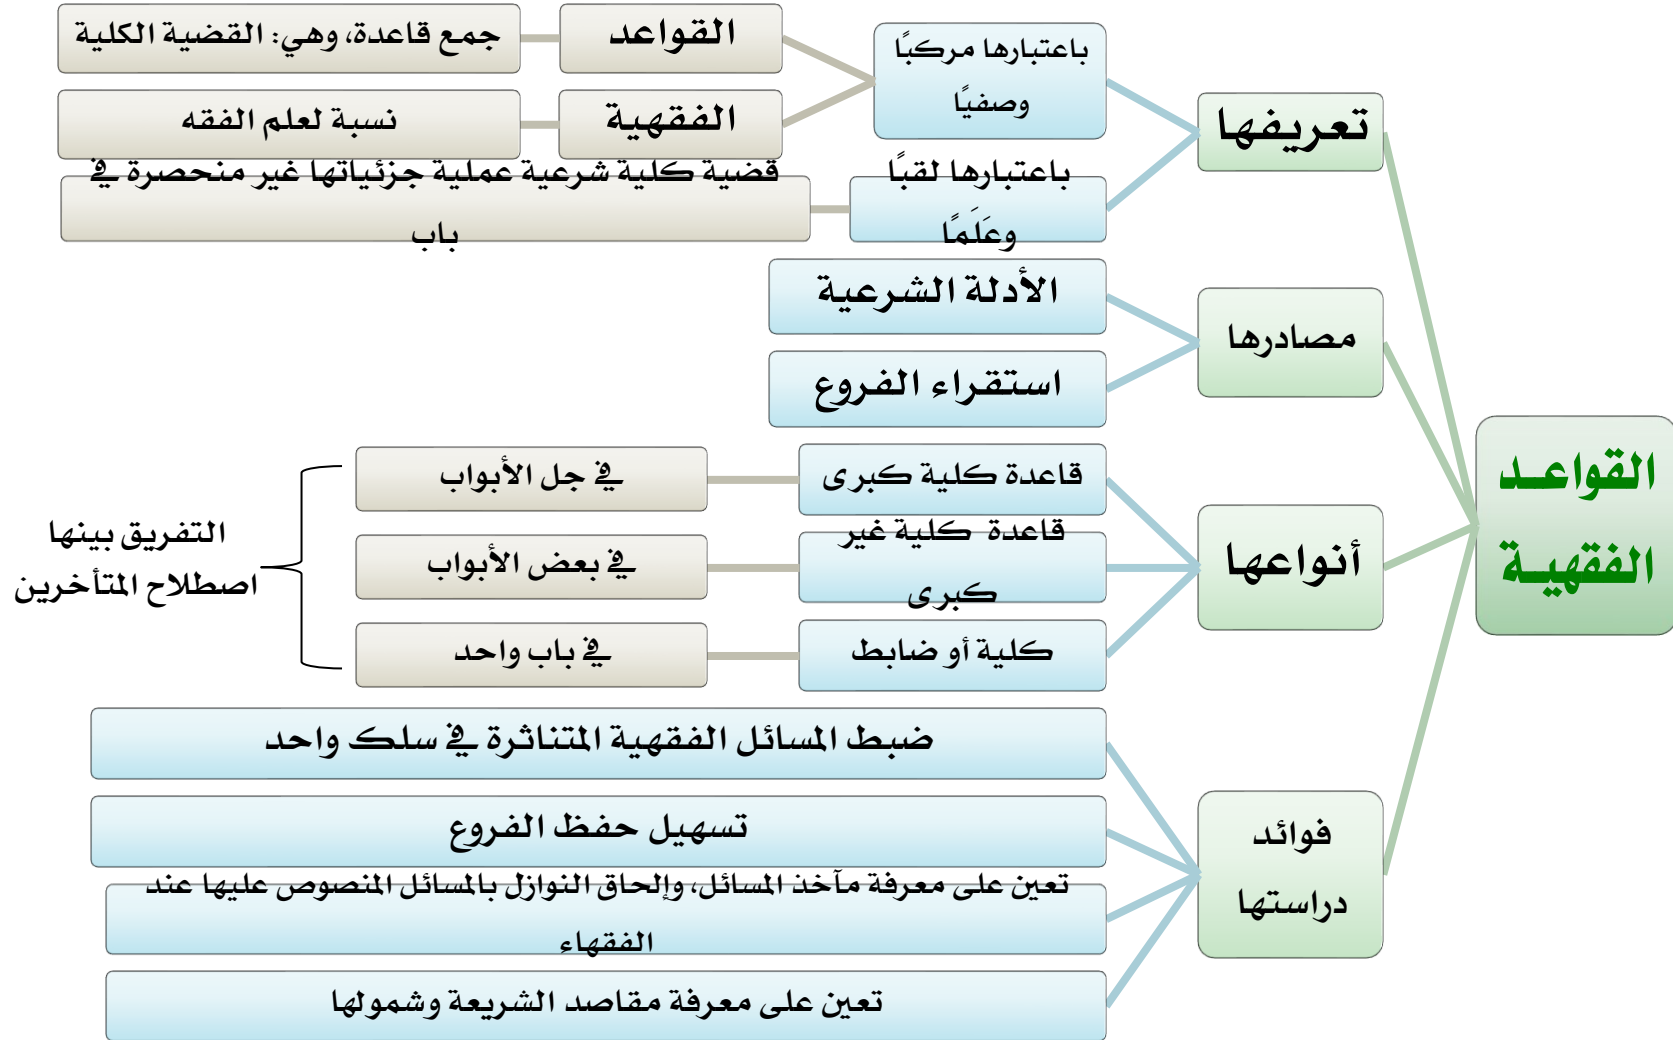 القواعد
الفقهية
تعريفها
باعتبارها مركبًا
وصفيًا
القواعد
جمع قاعدة، وهي: القضية الكلية
الفقهية
نسبة لعلم الفقه
باعتبارها لقبًا
وعَلَمًا
قضية كلية شرعية عملية جزئياتها غير منحصرة في
باب
مصادرها
الأدلة الشرعية
استقراء الفروع
أنواعها
قاعدة كلية كبرى
في جل الأبواب
قاعدة كلية غير
كبرى
في بعض الأبواب
كلية أو ضابط
في باب واحد
التفريق بينها
اصطلاح المتأخرين
فوائد
دراستها
ضبط المسائل الفقهية المتناثرة في سلك واحد
تسهيل حفظ الفروع
تعين على معرفة مآخذ المسائل، وإلحاق النوازل بالمسائل المنصوص عليها عند
الفقهاء
تعين على معرفة مقاصد الشريعة وشمولها